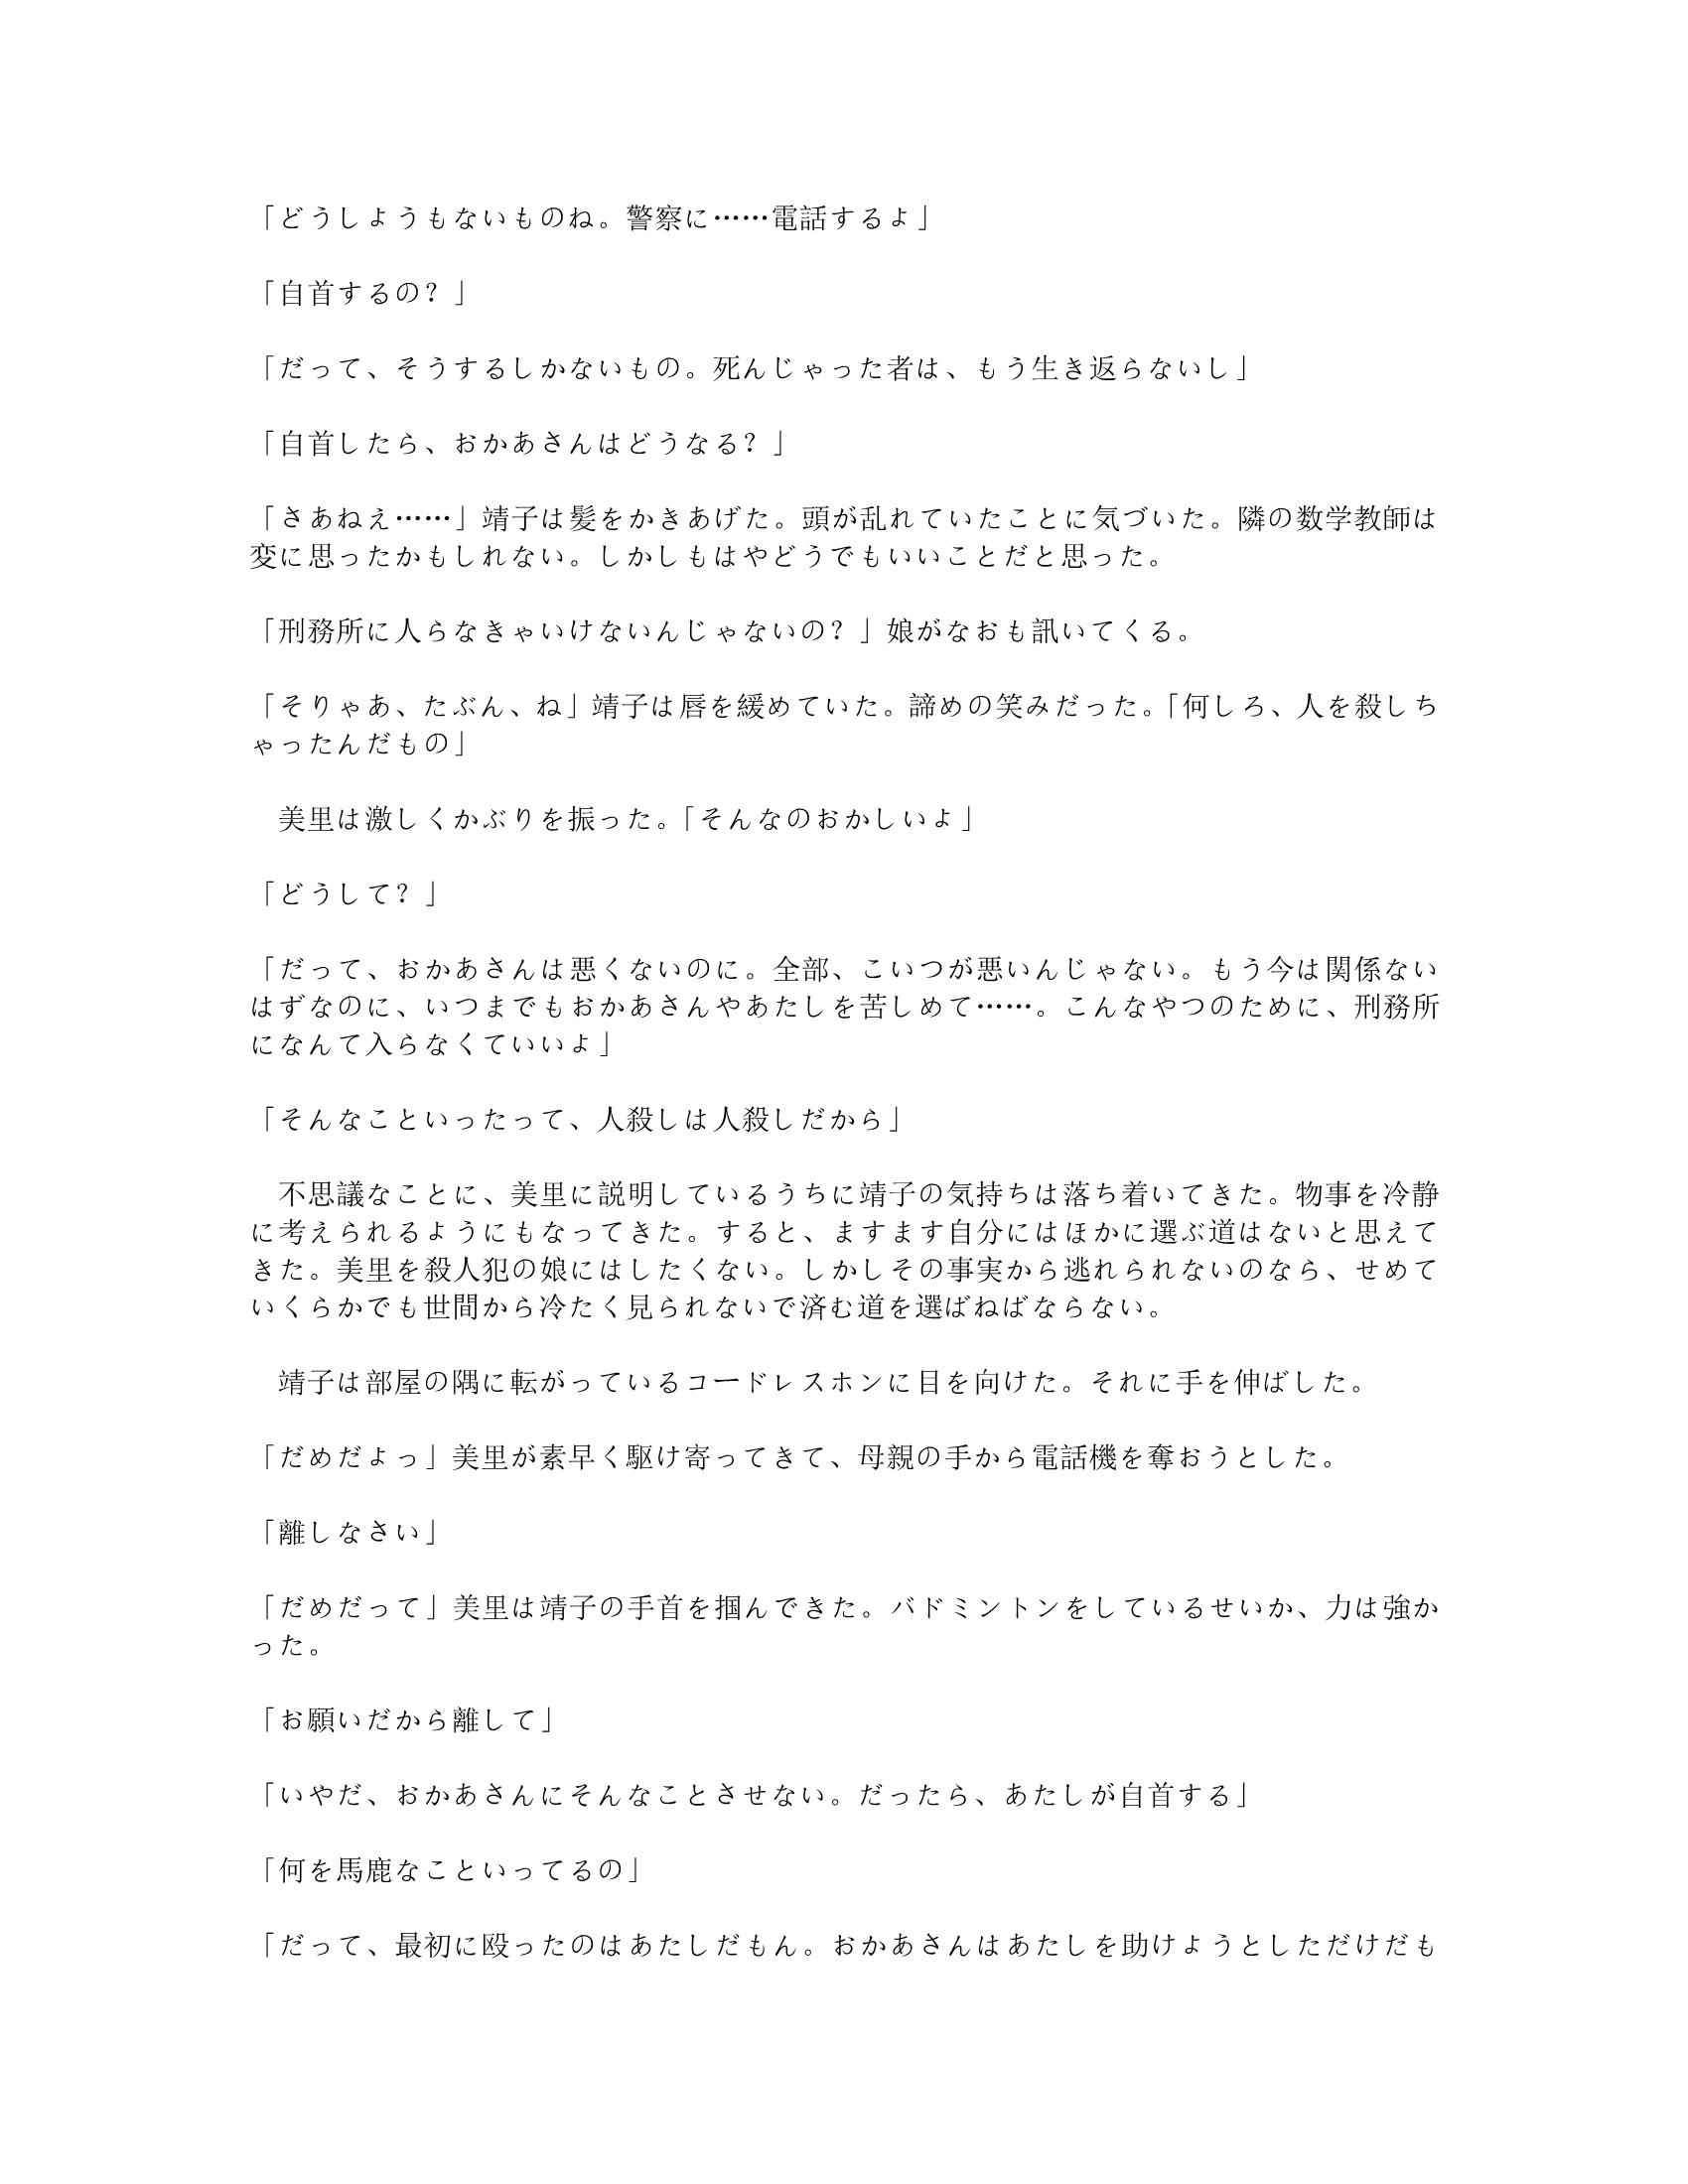 「どうしようもないものね。警察に……電話するよ」
「自首するの？」
「だって、そうするしかないもの。死んじゃった者は、もう生き返らないし」
「自首したら、おかあさんはどうなる？」
「さあねえ……」靖子は髪をかきあげた。頭が乱れていたことに気づいた。隣の数学教師は
変に思ったかもしれない。しかしもはやどうでもいいことだと思った。
「刑務所に人らなきゃいけないんじゃないの？」娘がなおも訊いてくる。
「そりゃあ、たぶん、ね」靖子は唇を緩めていた。諦めの笑みだった。「何しろ、人を殺しち
ゃったんだもの」
　美里は激しくかぶりを振った。「そんなのおかしいよ」
「どうして？」
「だって、おかあさんは悪くないのに。全部、こいつが悪いんじゃない。もう今は関係ない
はずなのに、いつまでもおかあさんやあたしを苦しめて……。こんなやつのために、刑務所
になんて入らなくていいよ」
「そんなこといったって、人殺しは人殺しだから」
　不思議なことに、美里に説明しているうちに靖子の気持ちは落ち着いてきた。物事を冷静
に考えられるようにもなってきた。すると、ますます自分にはほかに選ぶ道はないと思えて
きた。美里を殺人犯の娘にはしたくない。しかしその事実から逃れられないのなら、せめて
いくらかでも世間から冷たく見られないで済む道を選ばねばならない。
　靖子は部屋の隅に転がっているコードレスホンに目を向けた。それに手を伸ばした。
「だめだよっ」美里が素早く駆け寄ってきて、母親の手から電話機を奪おうとした。
「離しなさい」
「だめだって」美里は靖子の手首を掴んできた。バドミントンをしているせいか、力は強か
った。
「お願いだから離して」
「いやだ、おかあさんにそんなことさせない。だったら、あたしが自首する」
「何を馬鹿なこといってるの」
「だって、最初に殴ったのはあたしだもん。おかあさんはあたしを助けようとしただけだも